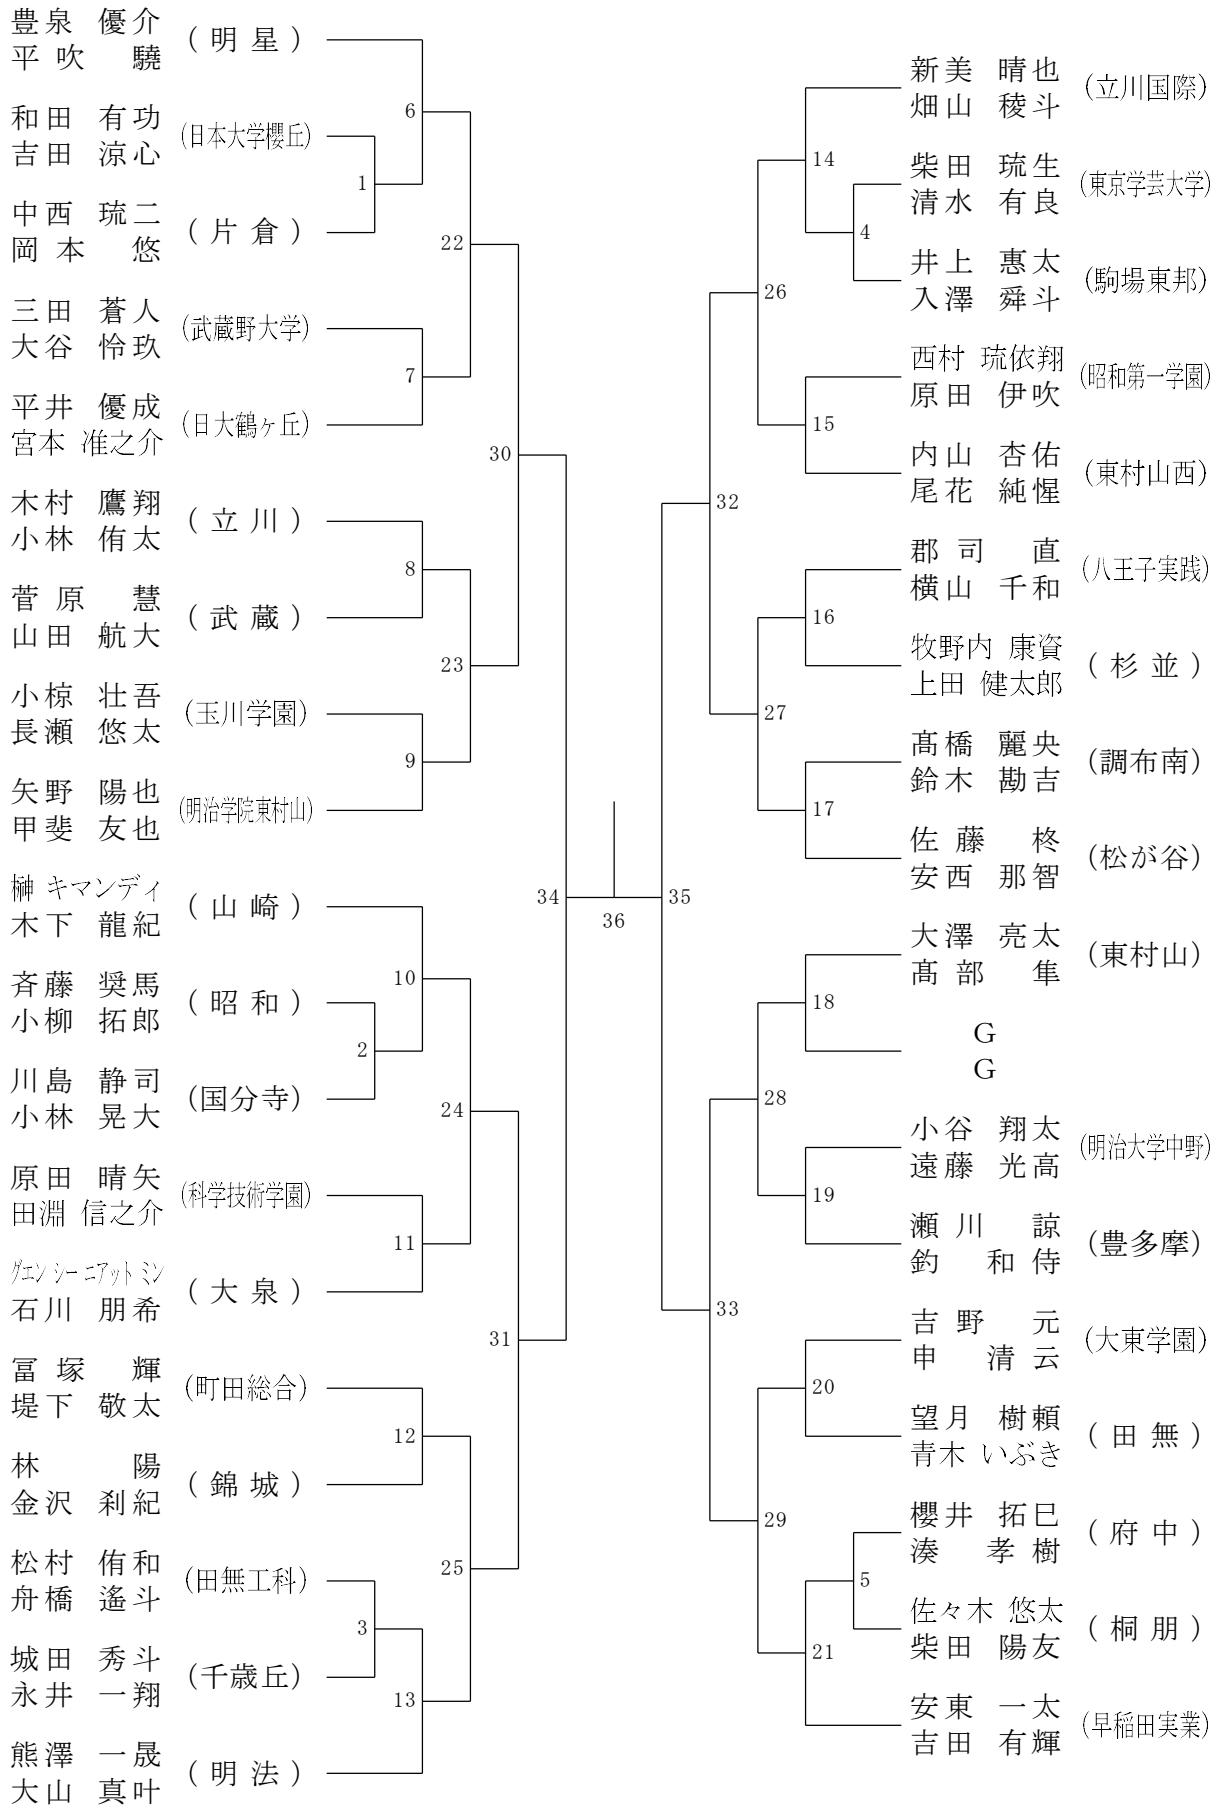 豊泉 優介
平吹 驍
(明星)
和田 有功
吉田 涼心
(日本大学櫻丘)
中西 琉二
岡本 悠
(片倉)
三田 蒼人
大谷 怜玖
(武蔵野大学)
平井 優成
宮本 准之介
(日大鶴ヶ丘)
木村 鷹翔
小林 侑太
(立川)
菅原 慧
山田 航大
(武蔵)
小椋 壮吾
長瀬 悠太
(玉川学園)
矢野 陽也
甲斐 友也
(明治学院東村山)
榊 キマンディ
木下 龍紀
(山崎)
斉藤 奨馬
小柳 拓郎
(昭和)
川島 静司
小林 晃大
(国分寺)
原田 晴矢
田淵 信之介
(科学技術学園)
グエン シー ニアット ミン
石川 朋希
(大泉)
冨塚 輝
堤下 敬太
(町田総合)
林 陽
金沢 利紀
(錦城)
松村 侑和
舟橋 遙斗
(田無工科)
城田 秀斗
永井 一翔
(千歳丘)
熊澤 一晟
大山 真叶
(明法)
1
2
3
6
7
8
9
10
11
12
13
22
23
24
25
30
31
34
36
35
32
33
26
27
28
29
14
15
16
17
18
19
20
21
4
5
新美 晴也
畑山 稜斗
(立川国際)
柴田 琉生
清水 有良
(東京学芸大学)
井上 惠太
入澤 舜斗
(駒場東邦)
西村 琉依翔
原田 伊吹
(昭和第一学園)
内山 杏佑
尾花 純惺
(東村山西)
郡司 直
横山 千和
(八王子実践)
牧野内 康資
上田 健太郎
(杉並)
髙橋 麗央
鈴木 勘吉
(調布南)
佐藤 柊
安西 那智
(松が谷)
大澤 亮太
髙部 隼
(東村山)
G
G
小谷 翔太
遠藤 光高
(明治大学中野)
瀬川 諒
釣 和侍
(豊多摩)
吉野 元
申 清云
(大東学園)
望月 樹頼
青木 いぶき
(田無)
櫻井 拓巳
湊 孝樹
(府中)
佐々木 悠太
柴田 陽友
(桐朋)
安東 一太
吉田 有輝
(早稲田実業)